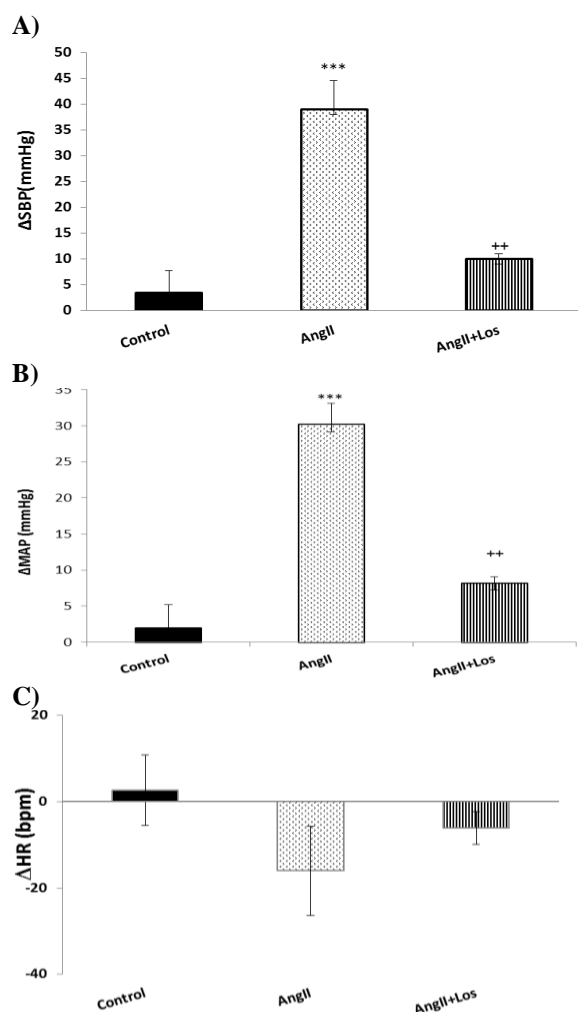 A)
50
45
40
35
30
25
20
15
10
5
0
ΔSBP(mmHg)
***
++
Control
AngII
AngII+Los
B)
35
30
25
20
15
10
5
0
ΔMAP (mmHg)
***
++
Control
AngII
AngII+Los
C)
20
0
-20
-40
ΔHR (bpm)
Control
AngII
AngII+Los